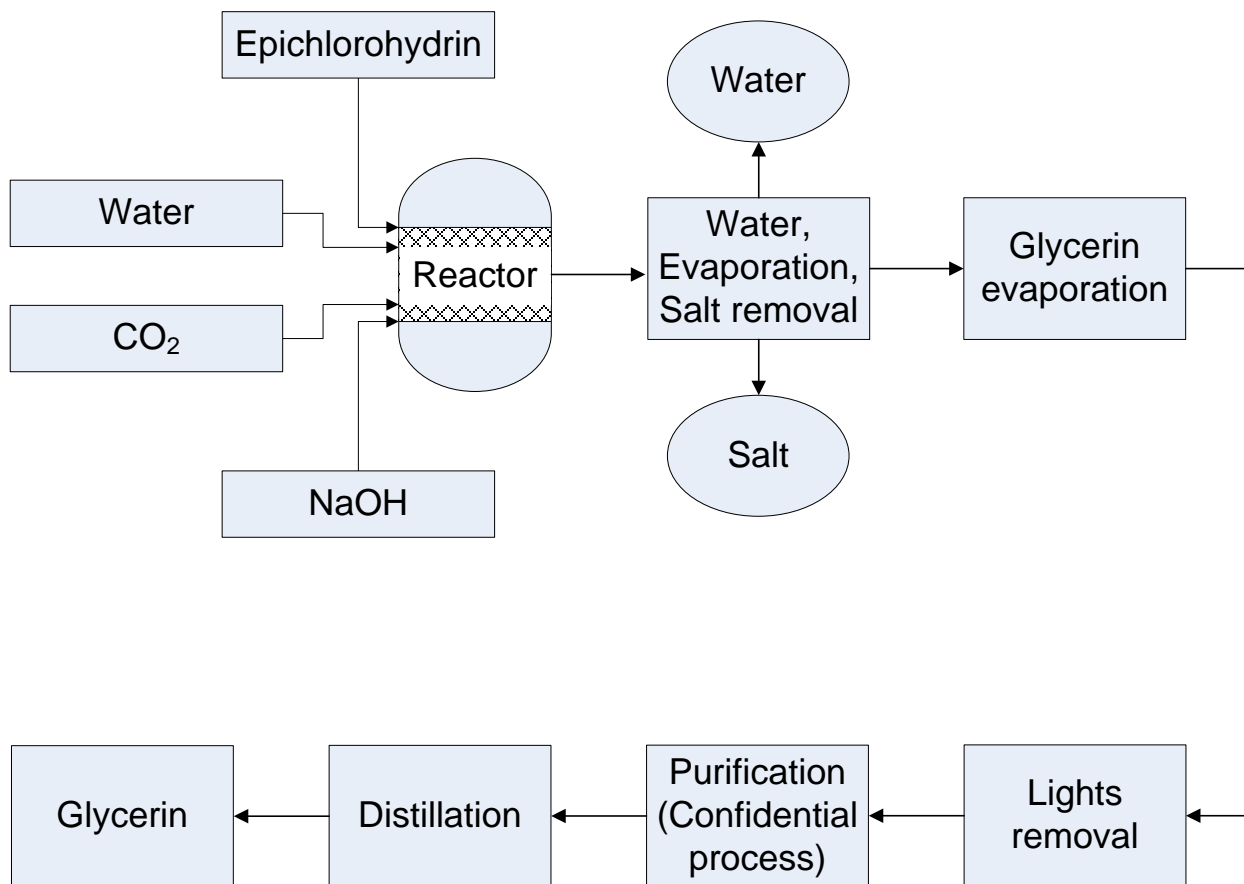 Epichlorohydrin
Water
Water
CO₂
Reactor
Water,
Evaporation,
Salt removal
Glycerin
evaporation
Salt
NaOH
Glycerin
Distillation
Purification
(Confidential
process)
Lights
removal